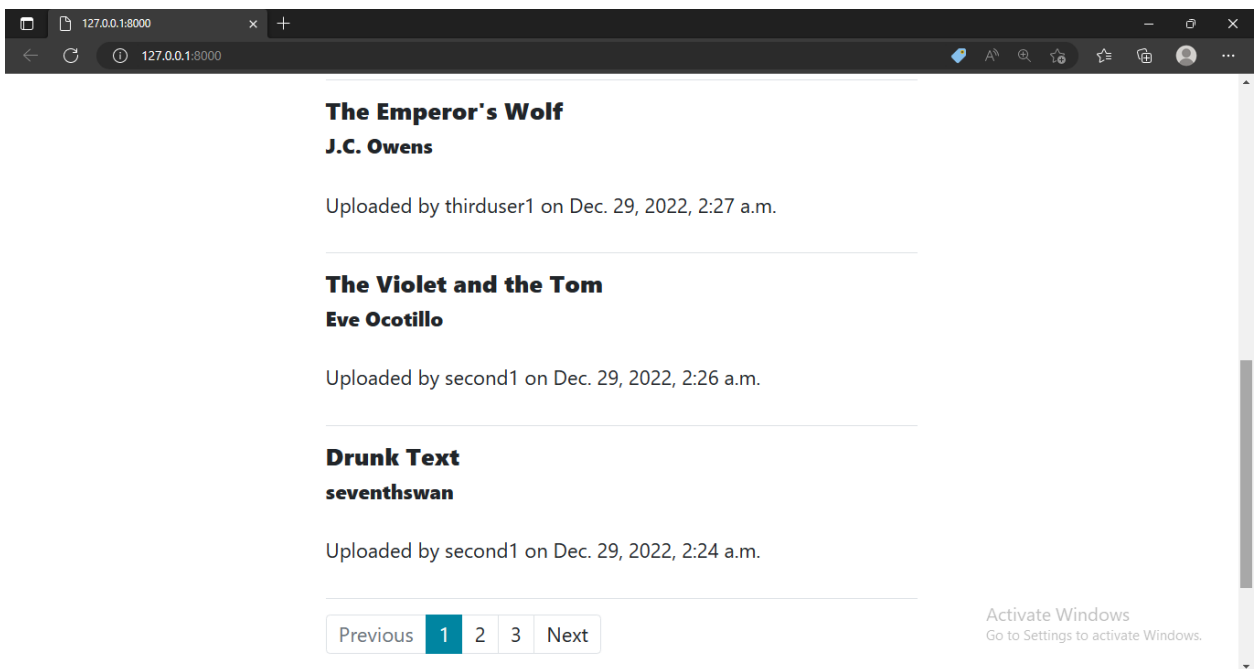 127.0.0.1:8000
127.0.0.1:8000
The Emperor's Wolf
J.C. Owens
Uploaded by thirduser1 on Dec. 29, 2022, 2:27 a.m.
The Violet and the Tom
Eve Ocotillo
Uploaded by second1 on Dec. 29, 2022, 2:26 a.m.
Drunk Text
seventhswan
Uploaded by second1 on Dec. 29, 2022, 2:24 a.m.
Previous 1 2 3 Next
Activate Windows
Go to Settings to activate Windows.